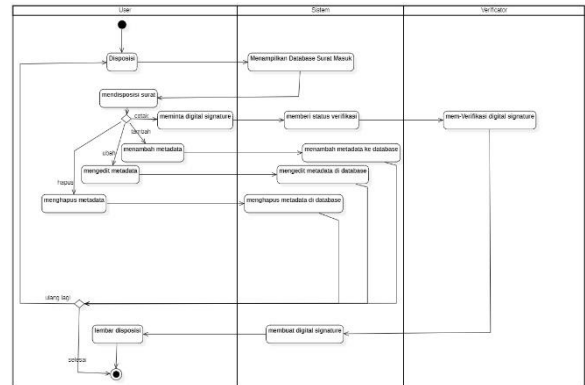 User Sistem Verificator
Disposisi Menampilkan Database Surat Masuk
mendisposisi surat
cetak meminta digital signature memberi status verifikasi mem-Verifikasi digital signature
tambah
menambah metadata menambah metadata ke database
ubah
mengedit metadata mengedit metadata di database
hapus
menghapus metadata menghapus metadata di database
ulang lagi
lembar disposisi membuat digital signature
selesai